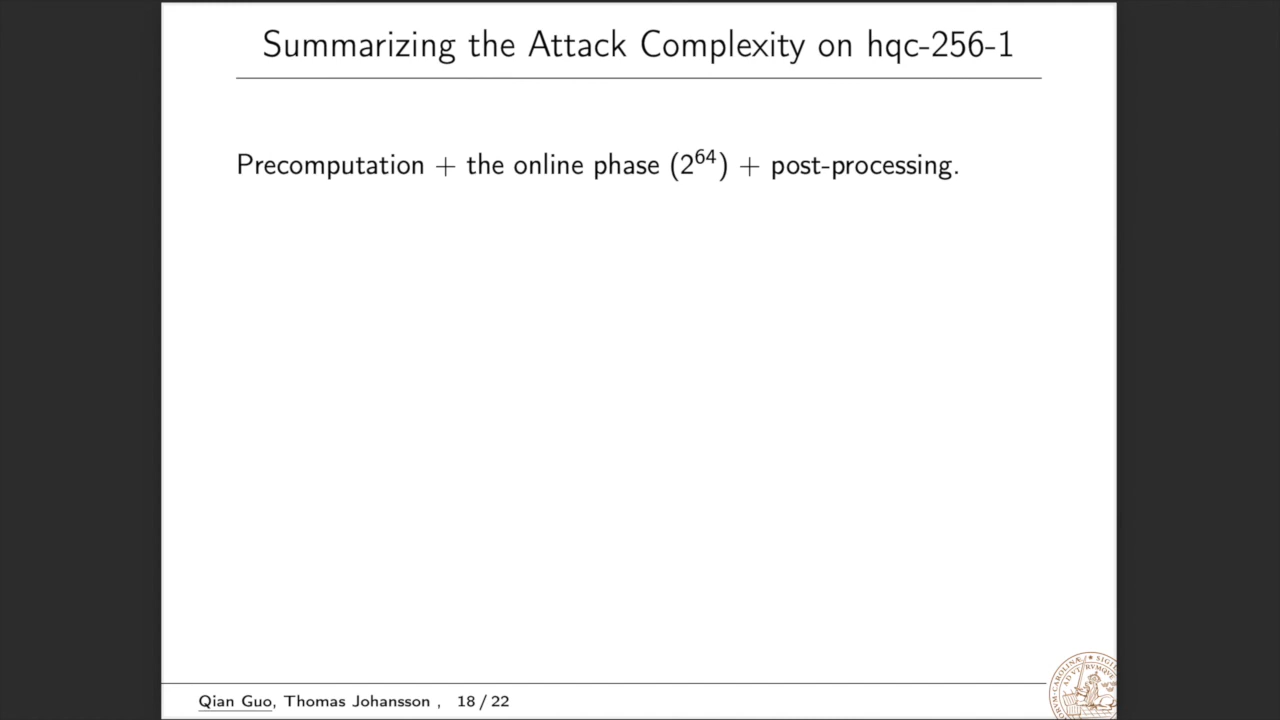 Summarizing the Attack Complexity on hqc-256-1
Precomputation + the online phase (2^64) + post-processing.
Qian Guo, Thomas Johansson , 18 / 22